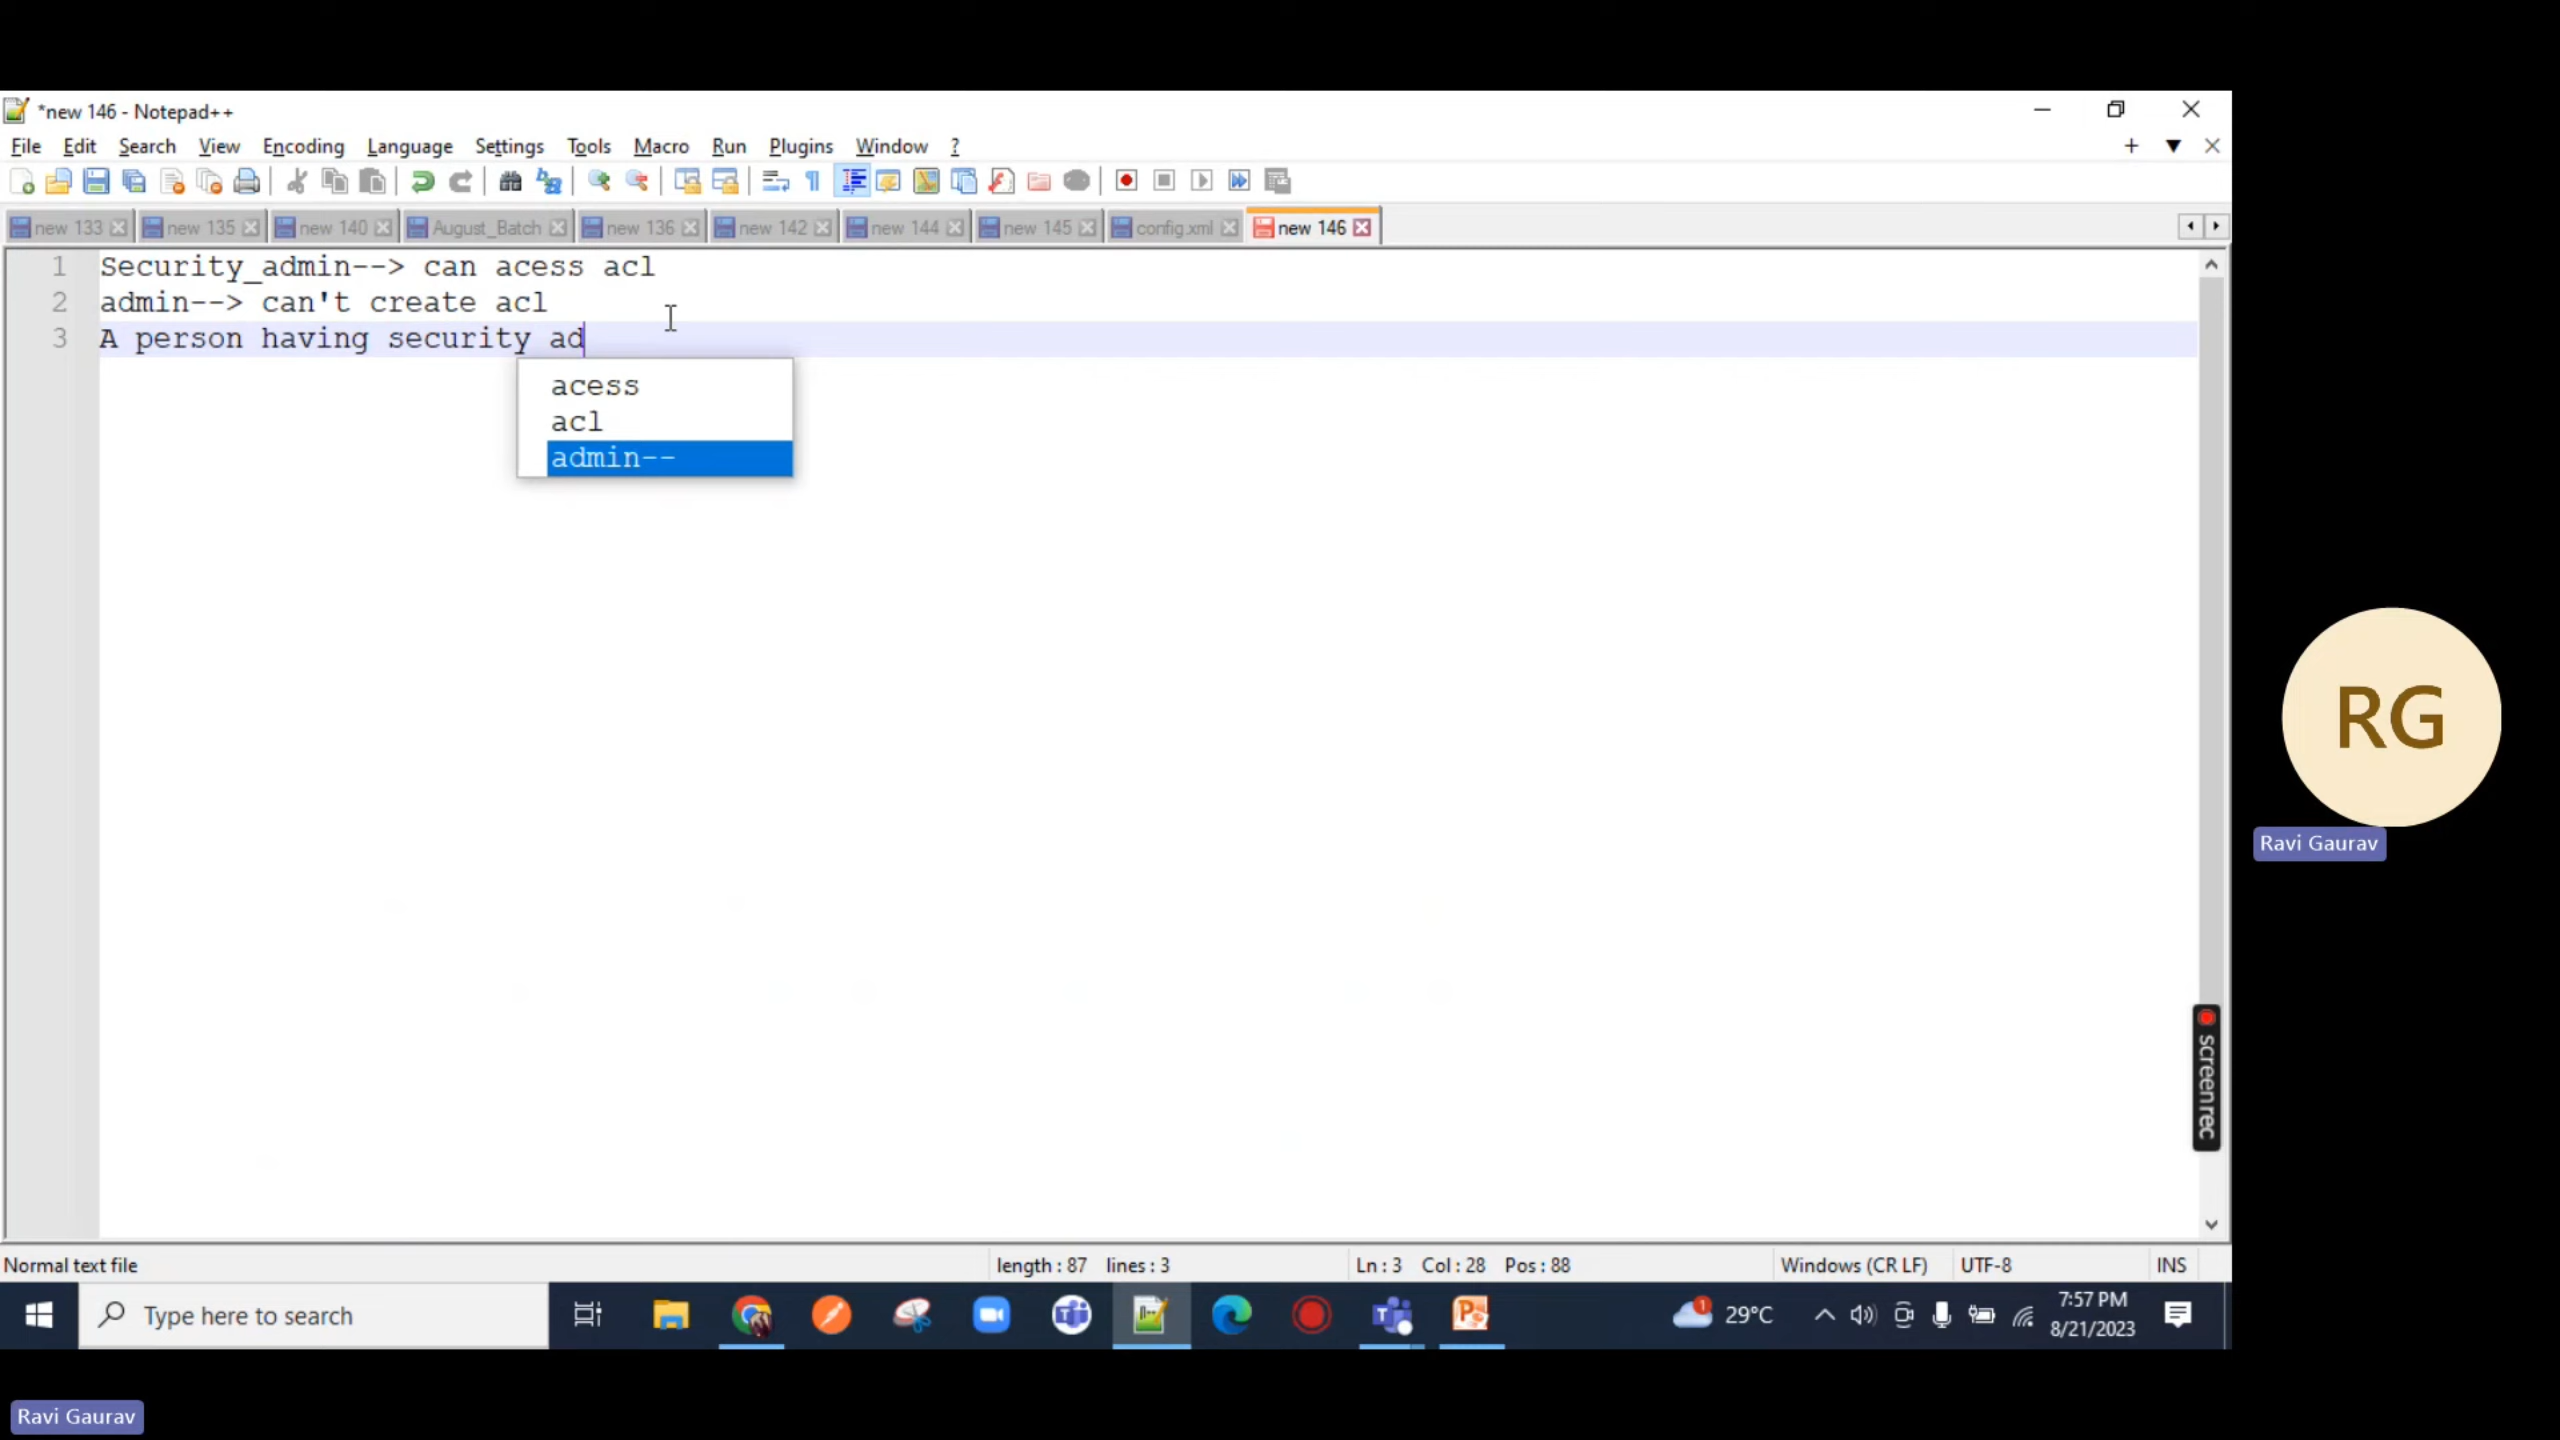 *new 146 - Notepad++
File Edit Search View Encoding Language Settings Tools Macro Run Plugins Window ?
new 133 new 135 new 140 August_Batch new 136 new 142 new 144 new 145 config.xml new 146
1 Security_admin--> can acess acl
2 admin--> can't create acl
3 A person having security ad
acess
acl
admin--
RG
Ravi Gaurav
screenrec
Normal text file length : 87 lines : 3 Ln : 3 Col : 28 Pos : 88 Windows (CR LF) UTF-8 INS
Type here to search
1 29°C
7:57 PM
8/21/2023
Ravi Gaurav